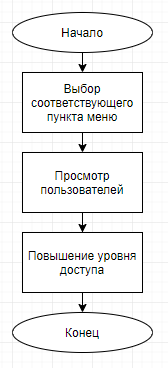 Начало
Выбор
соответствующего
пункта меню
Просмотр
пользователей
Повышение уровня
доступа
Конец